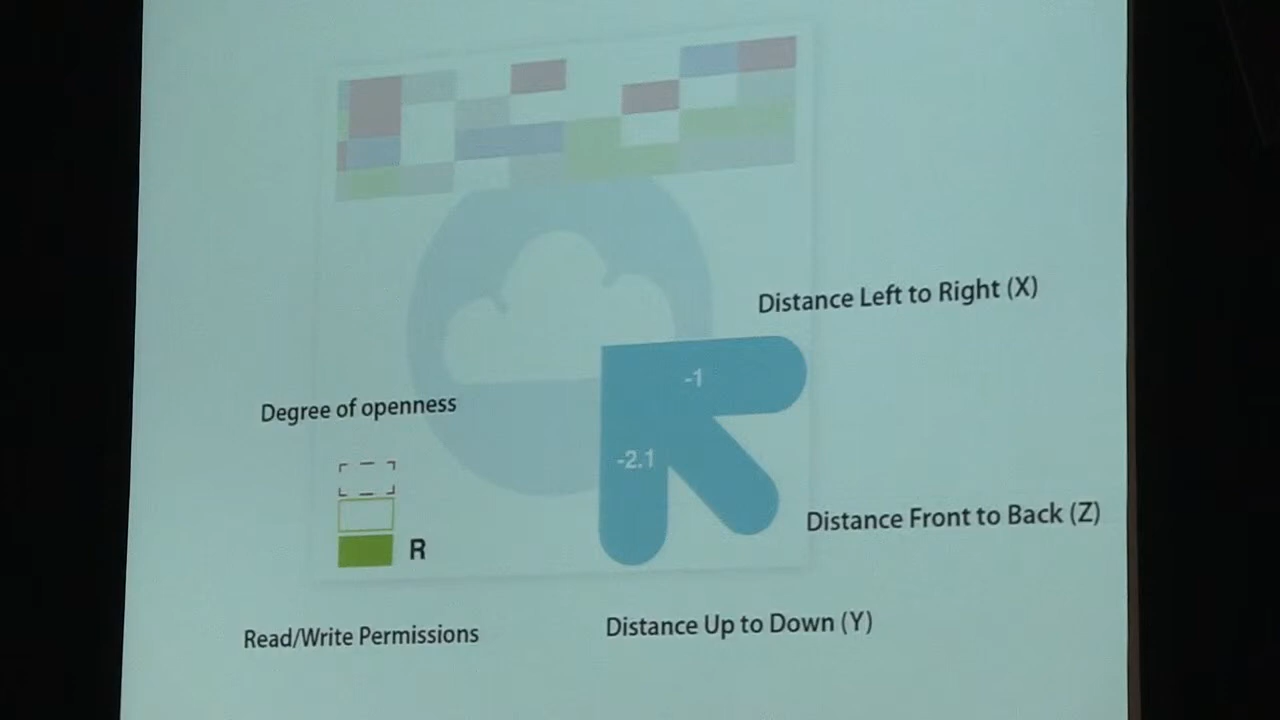 Distance Left to Right (X)
-1
Degree of openness
-2.1
Distance Front to Back (Z)
R
Distance Up to Down (Y)
Read/Write Permissions